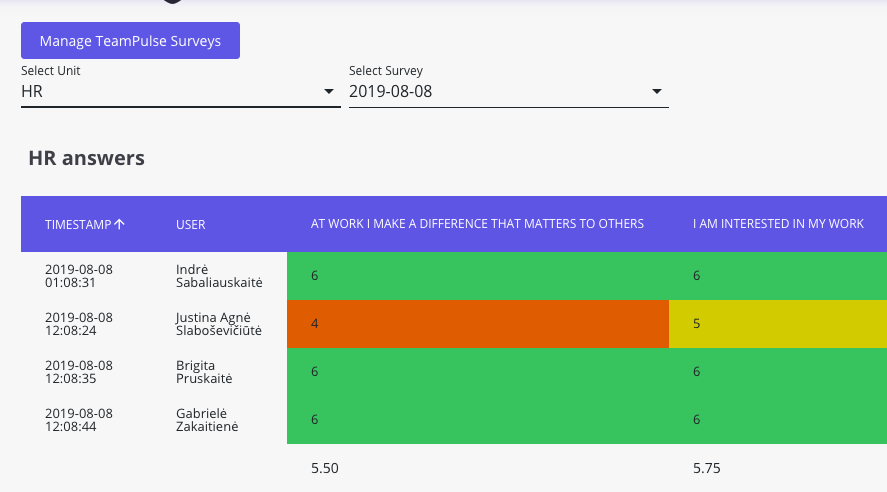 Manage TeamPulse Surveys
Select Unit
Select Survey
HR
2019-08-08
HR answers
TIMESTAMP
USER
AT WORK I MAKE A DIFFERENCE THAT MATTERS TO OTHERS
I AM INTERESTED IN MY WORK
2019-08-08
01:08:31
Indrė
Sabaliauskaitė
6
6
2019-08-08
12:08:24
Justina Agnė
Slaboševičiūtė
4
5
2019-08-08
12:08:35
Brigita
Pruskaitė
6
6
2019-08-08
12:08:44
Gabrielė
Zakaitienė
6
6
5.50
5.75